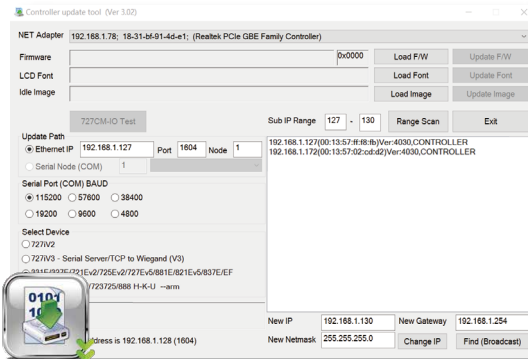 Controller update tool (Ver 3.02)
NET Adapter 192.168.1.78; 18-31-bf-91-4d-e1; (Realtek PCIe GBE Family Controller)
Firmware 0x0000 Load F/W Update F/W
LCD Font Load Font Update Font
Idle Image Load Image Update Image
727CM-IO Test Sub IP Range 127 - 130 Range Scan Exit
Update Path
Ethernet IP 192.168.1.127 Port 1604 Node 1
Serial Node (COM) 1
192.168.1.127(00:13:57:ff:f8:fb)Ver:4030,CONTROLLER
192.168.1.172(00:13:57:02:cd:d2)Ver:4030,CONTROLLER
Serial Port (COM) BAUD
115200 57600 38400
19200 9600 4800
Select Device
727iV2
727iV3 - Serial Server/TCP to Wiegand (V3)
/721Ev2/725Ev2/727Ev5/881E/821Ev5/837E/EF
/723725/888 H-K-U --arm
is 192.168.1.128 (1604)
New IP 192.168.1.130 New Gateway 192.168.1.254
New Netmask 255.255.255.0 Change IP Find (Broadcast)